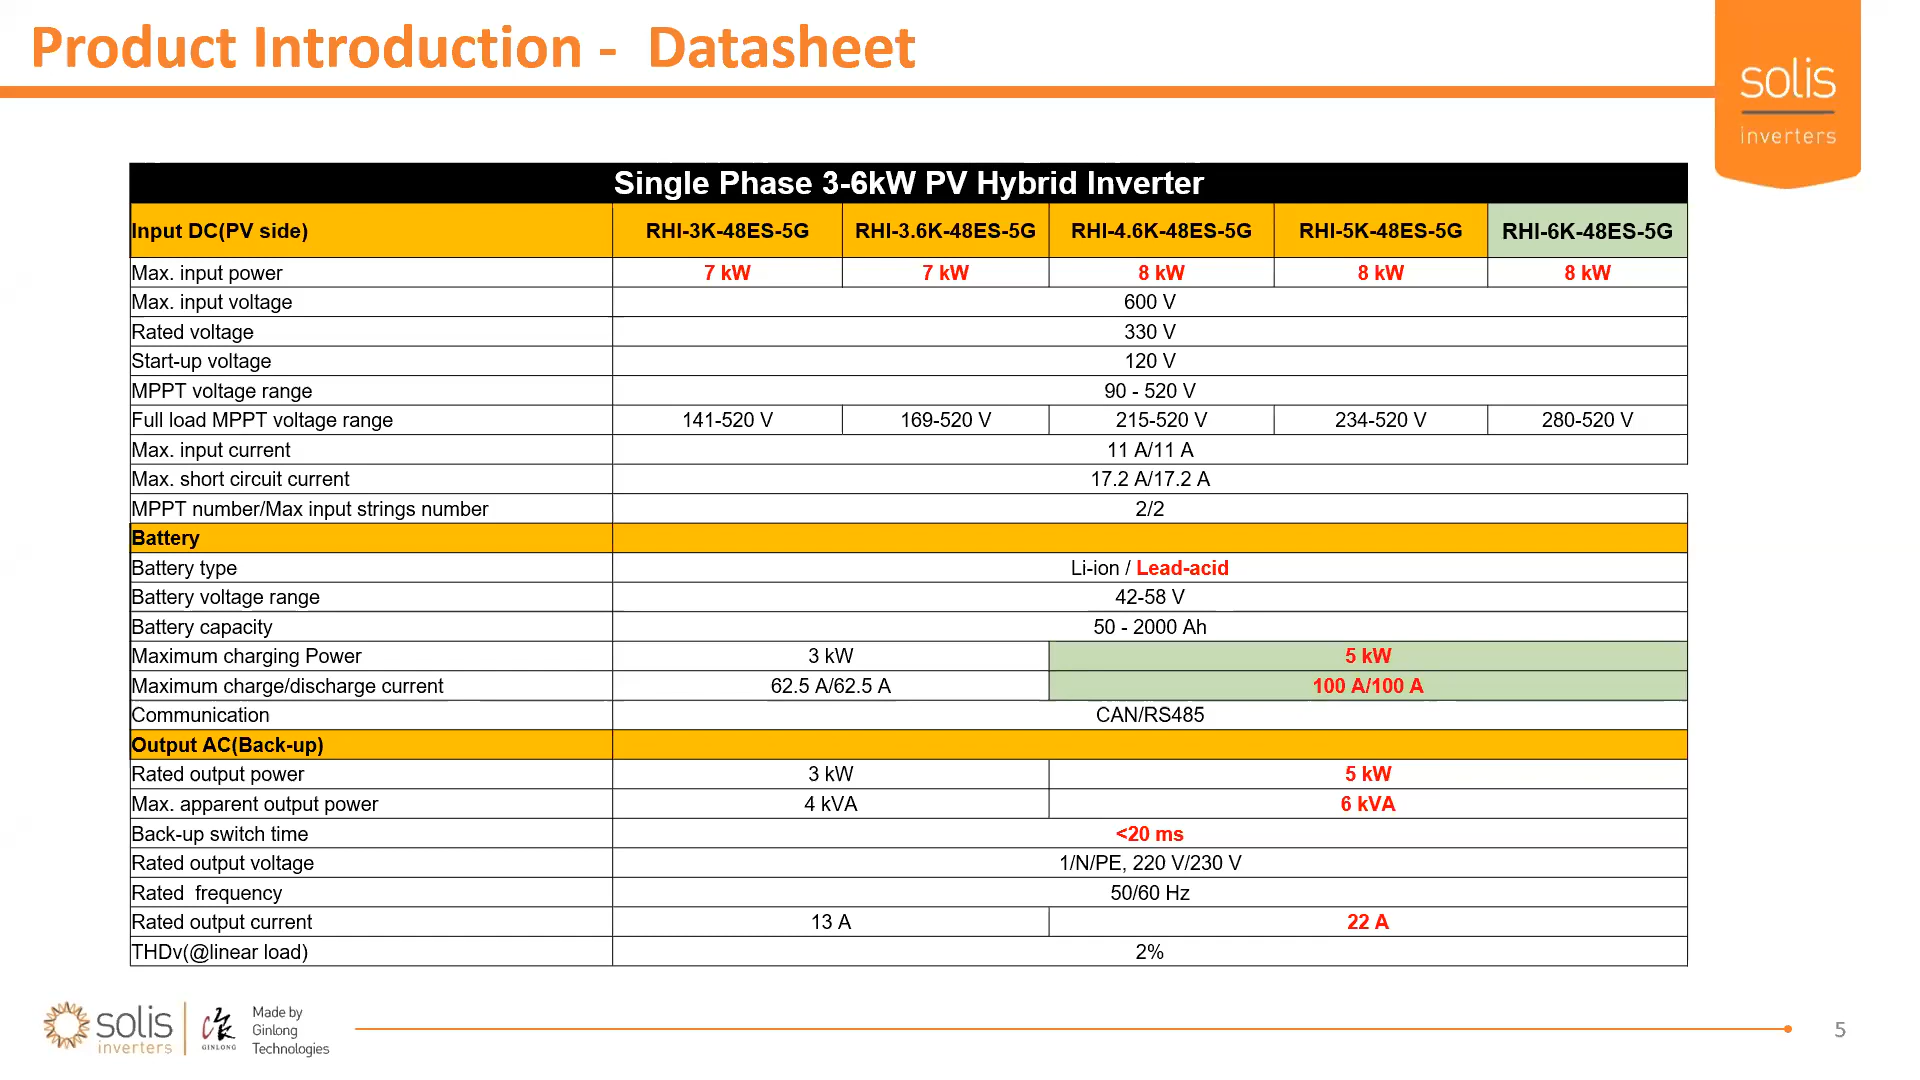 Product Introduction - Datasheet
solis
inverters
Single Phase 3-6kW PV Hybrid Inverter
Input DC(PV side) RHI-3K-48ES-5G RHI-3.6K-48ES-5G RHI-4.6K-48ES-5G RHI-5K-48ES-5G RHI-6K-48ES-5G
Max. input power 7 kW 7 kW 8 kW 8 kW 8 kW
Max. input voltage 600 V
Rated voltage 330 V
Start-up voltage 120 V
MPPT voltage range 90 - 520 V
Full load MPPT voltage range 141-520 V 169-520 V 215-520 V 234-520 V 280-520 V
Max. input current 11 A/11 A
Max. short circuit current 17.2 A/17.2 A
MPPT number/Max input strings number 2/2
Battery
Battery type Li-ion / Lead-acid
Battery voltage range 42-58 V
Battery capacity 50 - 2000 Ah
Maximum charging Power 3 kW 5 kW
Maximum charge/discharge current 62.5 A/62.5 A 100 A/100 A
Communication CAN/RS485
Output AC(Back-up)
Rated output power 3 kW 5 kW
Max. apparent output power 4 kVA 6 kVA
Back-up switch time <20 ms
Rated output voltage 1/N/PE, 220 V/230 V
Rated frequency 50/60 Hz
Rated output current 13 A 22 A
THDv(@linear load) 2%
solis
inverters
GINLONG
Made by
Ginlong
Technologies
5